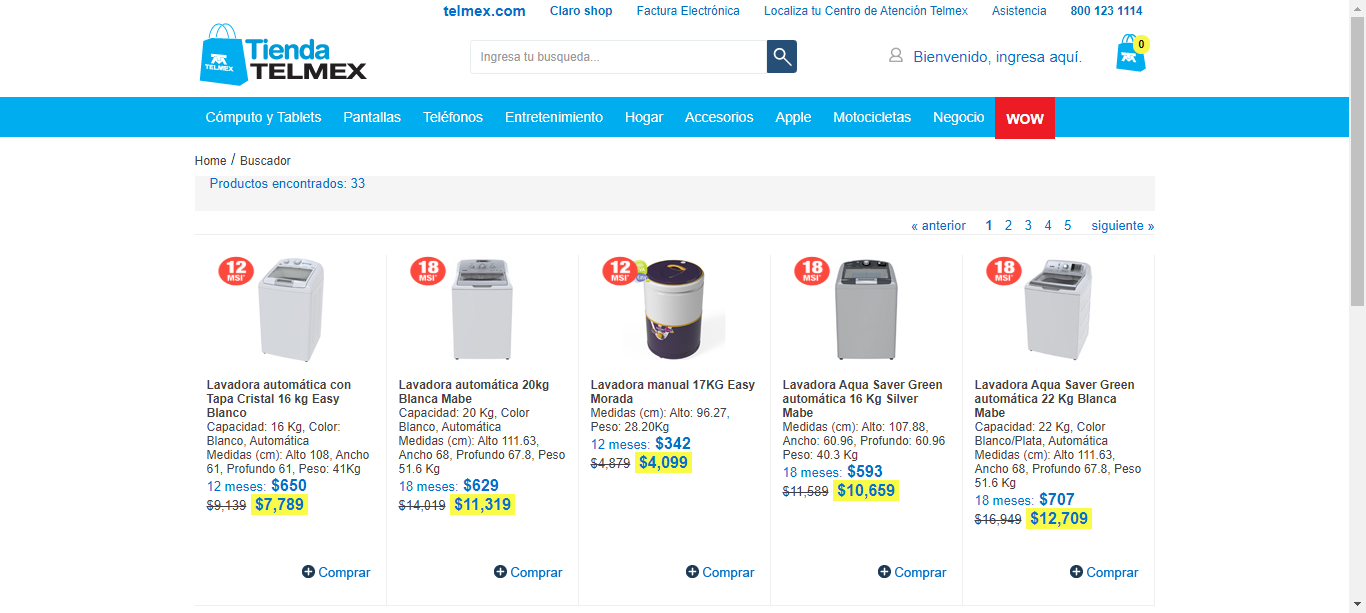 telmex.com Claro shop Factura Electrónica Localiza tu Centro de Atención Telmex Asistencia 800 123 1114
Tienda
TELMEX
TELMEX
Ingresa tu busqueda...
Bienvenido, ingresa aquí.
0
Cómputo y Tablets Pantallas Teléfonos Entretenimiento Hogar Accesorios Apple Motocicletas Negocio WOW
Home / Buscador
Productos encontrados: 33
« anterior 1 2 3 4 5 siguiente »
12
MSI*
Lavadora automática con
Tapa Cristal 16 kg Easy
Blanco
Capacidad: 16 Kg, Color:
Blanco, Automática
Medidas (cm): Alto 108, Ancho
61, Profundo 61, Peso: 41Kg
12 meses: $650
$9,139 $7,789
Comprar
18
MSI*
Lavadora automática 20kg
Blanca Mabe
Capacidad: 20 Kg, Color
Blanco, Automática
Medidas (cm): Alto 111.63,
Ancho 68, Profundo 67.8, Peso
51.6 Kg
18 meses: $629
$14,019 $11,319
Comprar
12
MSI*
Lavadora manual 17KG Easy
Morada
Medidas (cm): Alto: 96.27,
Peso: 28.20Kg
12 meses: $342
$4,879 $4,099
Comprar
18
MSI*
Lavadora Aqua Saver Green
automática 16 Kg Silver
Mabe
Medidas (cm): Alto: 107.88,
Ancho: 60.96, Profundo: 60.96
Peso: 40.3 Kg
18 meses: $593
$11,589 $10,659
Comprar
18
MSI*
Lavadora Aqua Saver Green
automática 22 Kg Blanca
Mabe
Capacidad: 22 Kg, Color
Blanco/Plata, Automática
Medidas (cm): Alto 111.63,
Ancho 68, Profundo 67.8, Peso
51.6 Kg
18 meses: $707
$16,949 $12,709
Comprar